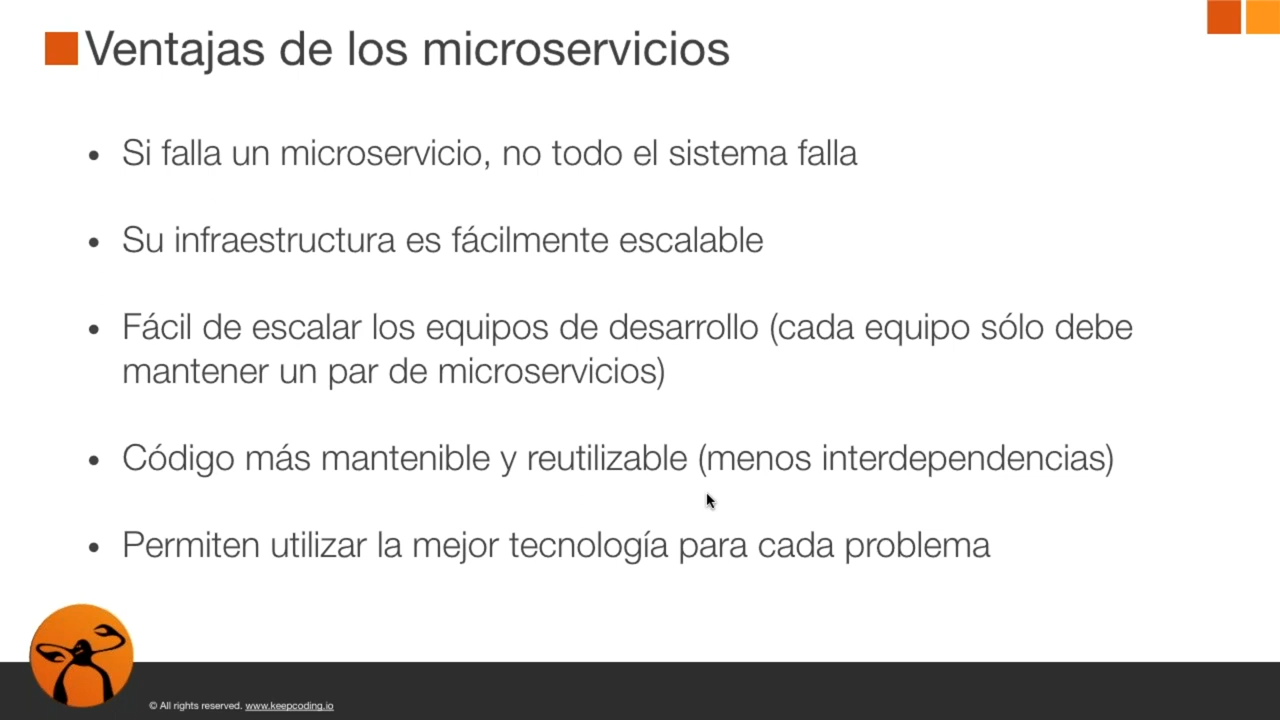 Ventajas de los microservicios
• Si falla un microservicio, no todo el sistema falla
• Su infraestructura es fácilmente escalable
• Fácil de escalar los equipos de desarrollo (cada equipo sólo debe
mantener un par de microservicios)
• Código más mantenible y reutilizable (menos interdependencias)
• Permiten utilizar la mejor tecnología para cada problema
© All rights reserved. www.keepcoding.io